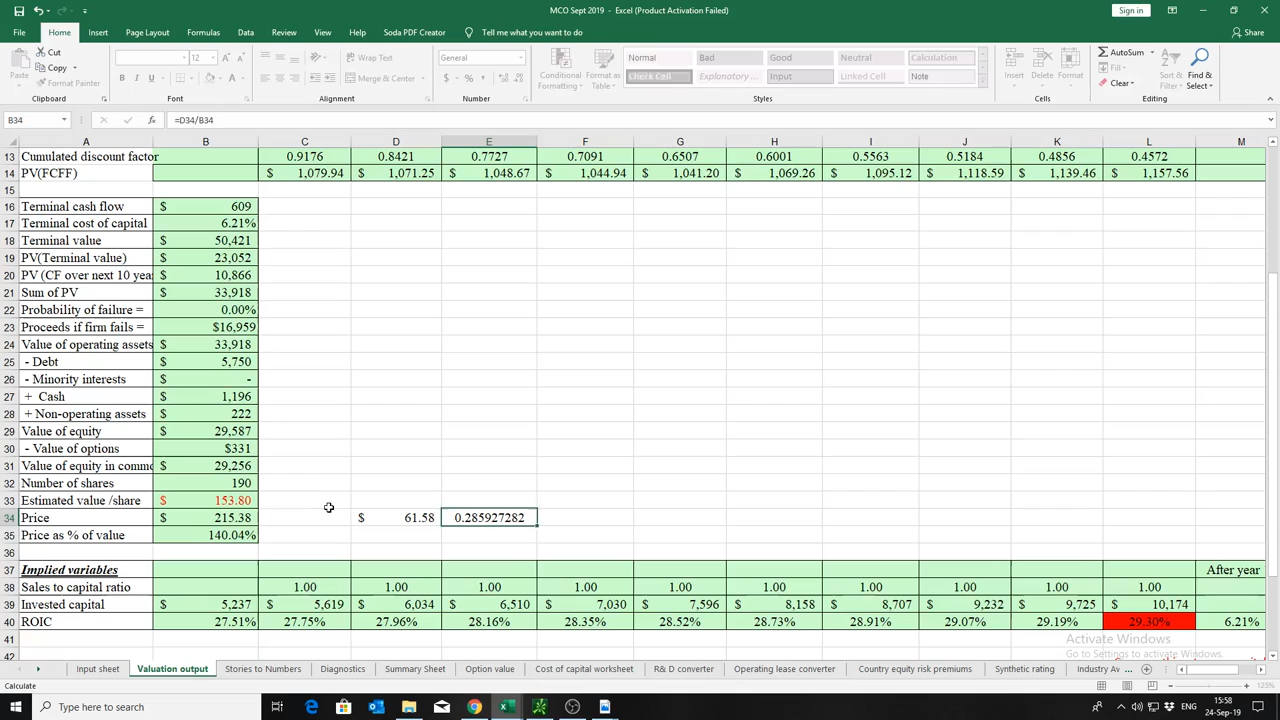 MCO Sept 2019 - Excel (Product Activation Failed)
Sign in
File Home Insert Page Layout Formulas Data Review View Help Soda PDF Creator Tell me what you want to do Share
Cut
Copy
Format Painter
Paste
Clipboard
12
B I U
Font
Wrap Text
Merge & Center
Alignment
General
$ % ,
Number
Conditional Formatting
Format as Table
Normal Bad Good Neutral Calculation
Check Cell Explanatory ... Input Linked Cell Note
Styles
Insert Delete Format
Cells
AutoSum
Fill
Clear
Sort & Filter
Find & Select
Editing
B34 fx =D34/B34
A B C D E F G H I J K L M
13 Cumulated discount factor 0.9176 0.8421 0.7727 0.7091 0.6507 0.6001 0.5563 0.5184 0.4856 0.4572
14 PV(FCFF) $ 1,079.94 $ 1,071.25 $ 1,048.67 $ 1,044.94 $ 1,041.20 $ 1,069.26 $ 1,095.12 $ 1,118.59 $ 1,139.46 $ 1,157.56
15
16 Terminal cash flow $ 609
17 Terminal cost of capital 6.21%
18 Terminal value $ 50,421
19 PV(Terminal value) $ 23,052
20 PV (CF over next 10 yea $ 10,866
21 Sum of PV $ 33,918
22 Probability of failure = 0.00%
23 Proceeds if firm fails = $16,959
24 Value of operating assets $ 33,918
25 - Debt $ 5,750
26 - Minority interests $ -
27 + Cash $ 1,196
28 + Non-operating assets $ 222
29 Value of equity $ 29,587
30 - Value of options $331
31 Value of equity in commo $ 29,256
32 Number of shares 190
33 Estimated value /share $ 153.80
34 Price $ 215.38 $ 61.58 0.285927282
35 Price as % of value 140.04%
36
37 Implied variables After year
38 Sales to capital ratio 1.00 1.00 1.00 1.00 1.00 1.00 1.00 1.00 1.00 1.00
39 Invested capital $ 5,237 $ 5,619 $ 6,034 $ 6,510 $ 7,030 $ 7,596 $ 8,158 $ 8,707 $ 9,232 $ 9,725 $ 10,174
40 ROIC 27.51% 27.75% 27.96% 28.16% 28.35% 28.52% 28.73% 28.91% 29.07% 29.19% 29.30% 6.21%
41
42
Activate Windows
Go to Settings to activate Windows.
Input sheet Valuation output Stories to Numbers Diagnostics Summary Sheet Option value Cost of capital worksheet R& D converter Operating lease converter Country equity risk premiums Synthetic rating Industry Av ...
Calculate 125%
Type here to search
15:58
24-Sep-19